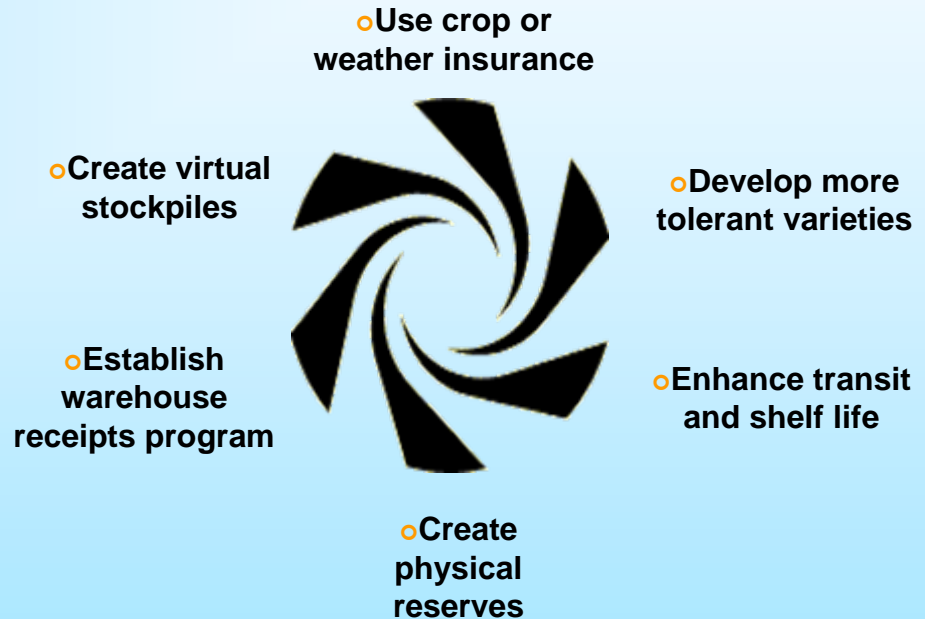 Use crop or
weather insurance
Create virtual
stockpiles
Develop more
tolerant varieties
Establish
warehouse
receipts program
Enhance transit
and shelf life
Create
physical
reserves